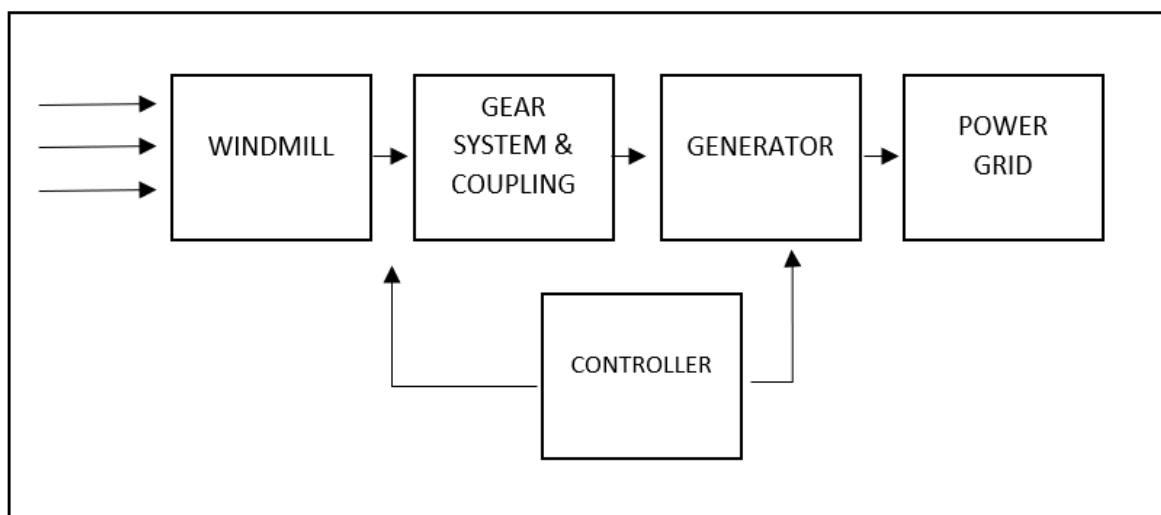 WINDMILL
GEAR
SYSTEM &
COUPLING
GENERATOR
POWER
GRID
CONTROLLER